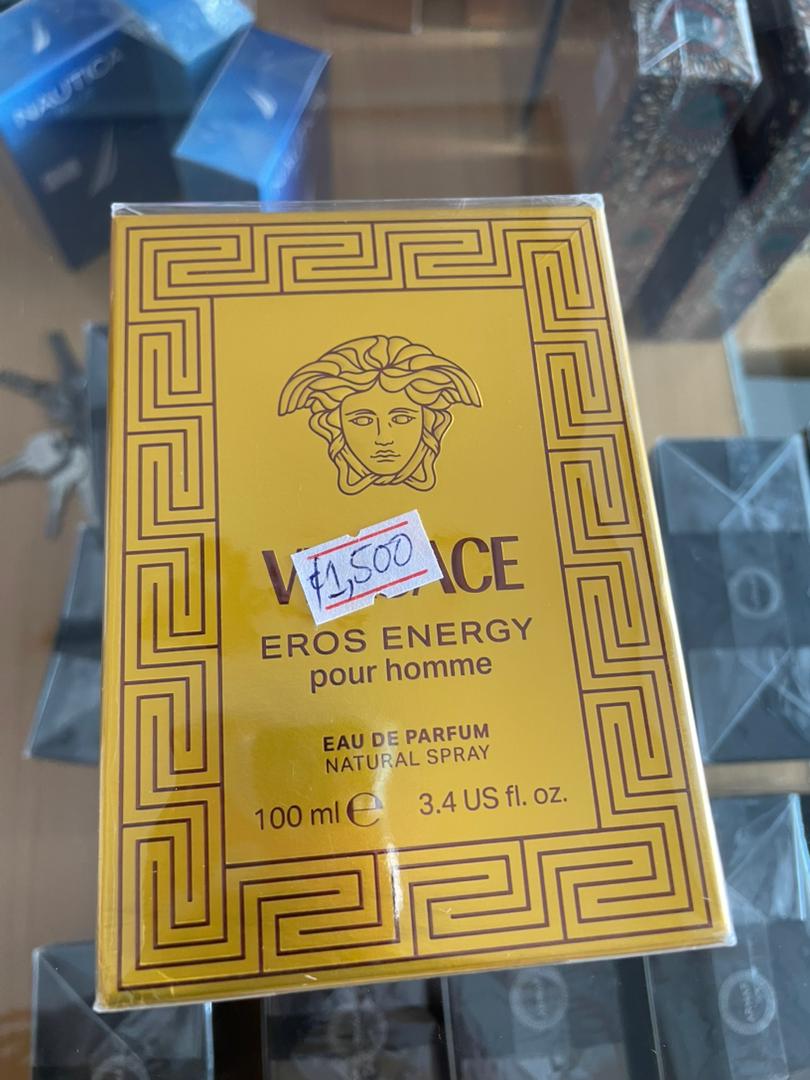 NAUTICA
₵1,500
EROS ENERGY
pour homme
EAU DE PARFUM
NATURAL SPRAY
100 ml ℮ 3.4 US fl. oz.